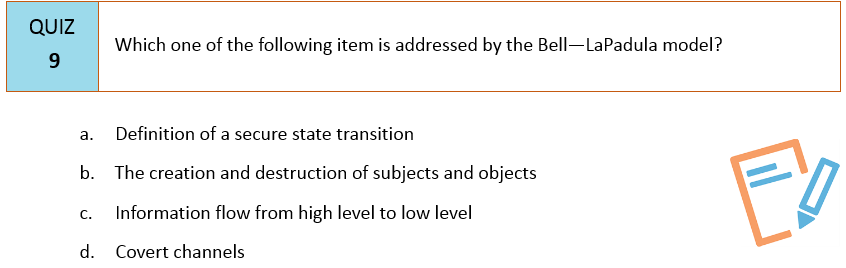 QUIZ
9
Which one of the following item is addressed by the Bell—LaPadula model?
a. Definition of a secure state transition
b. The creation and destruction of subjects and objects
c. Information flow from high level to low level
d. Covert channels